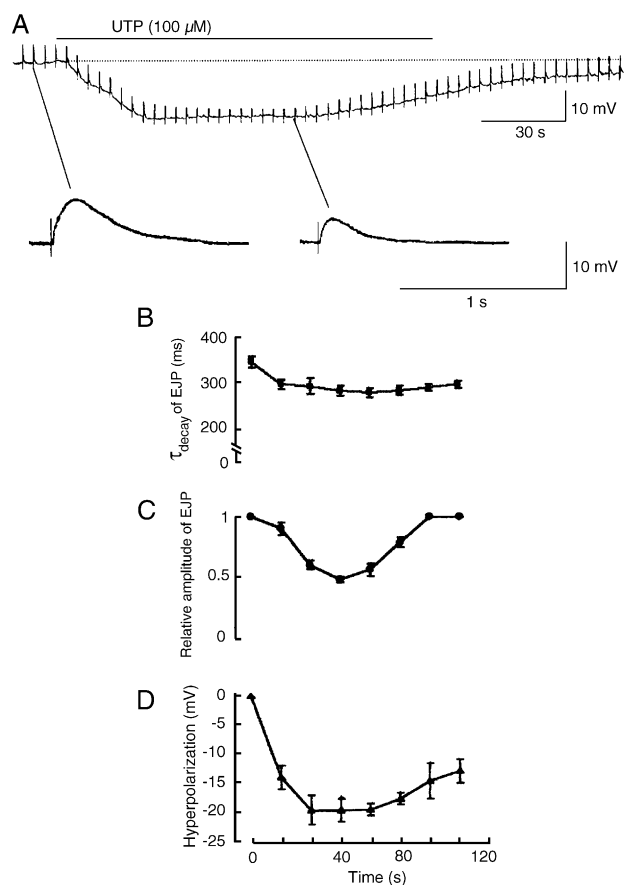 A
UTP (100 µM)
10 mV
30 s
10 mV
1 s
B
400
300
200
0
τdecay of EJP (ms)
C
1
0.5
0
Relative amplitude of EJP
D
0
-5
-10
-15
-20
-25
Hyperpolarization (mV)
0 40 80 120
Time (s)